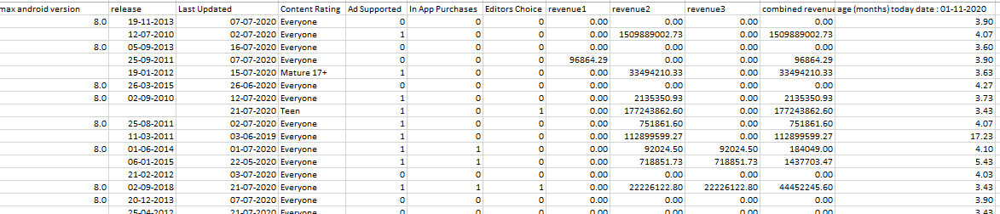 max android version release Last Updated Content Rating Ad Supported In App Purchases Editors Choice revenue1 revenue2 revenue3 combined revenue age (months) today date : 01-11-2020
8.0 19-11-2013 07-07-2020 Everyone 0 0 0 0.00 0.00 0.00 0.00 3.90
12-07-2010 02-07-2020 Everyone 1 0 0 0.00 1509889002.73 0.00 1509889002.73 4.07
8.0 05-09-2013 16-07-2020 Everyone 0 0 0 0.00 0.00 0.00 0.00 3.60
25-09-2011 07-07-2020 Everyone 0 0 0 96864.29 0.00 0.00 96864.29 3.90
19-01-2012 15-07-2020 Mature 17+ 1 0 0 0.00 33494210.33 0.00 33494210.33 3.63
8.0 26-03-2015 26-06-2020 Everyone 0 0 0 0.00 0.00 0.00 0.00 4.27
8.0 02-09-2010 12-07-2020 Everyone 1 0 0 0.00 2135350.93 0.00 2135350.93 3.73
21-07-2020 Teen 1 0 1 0.00 177243862.60 0.00 177243862.60 3.43
8.0 25-08-2011 02-07-2020 Everyone 1 0 0 0.00 751861.60 0.00 751861.60 4.07
11-03-2011 03-06-2019 Everyone 1 0 0 0.00 112899599.27 0.00 112899599.27 17.23
8.0 01-06-2014 01-07-2020 Everyone 1 1 0 0.00 92024.50 92024.50 184049.00 4.10
06-01-2015 22-05-2020 Everyone 1 1 0 0.00 718851.73 718851.73 1437703.47 5.43
21-02-2012 03-07-2020 Everyone 0 0 0 0.00 0.00 0.00 0.00 4.03
8.0 02-09-2018 21-07-2020 Everyone 1 1 1 0.00 22226122.80 22226122.80 44452245.60 3.43
8.0 20-12-2013 07-07-2020 Everyone 0 0 0 0.00 0.00 0.00 0.00 3.90
25-04-2012 21-07-2020 Everyone 0 0 0 0.00 0.00 0.00 0.00 3.43